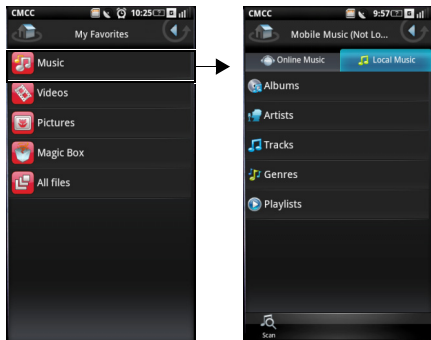 CMCC 10:25
My Favorites
Music
Videos
Pictures
Magic Box
All files
CMCC 9:57
Mobile Music (Not Lo...
Online Music Local Music
Albums
Artists
Tracks
Genres
Playlists
Scan